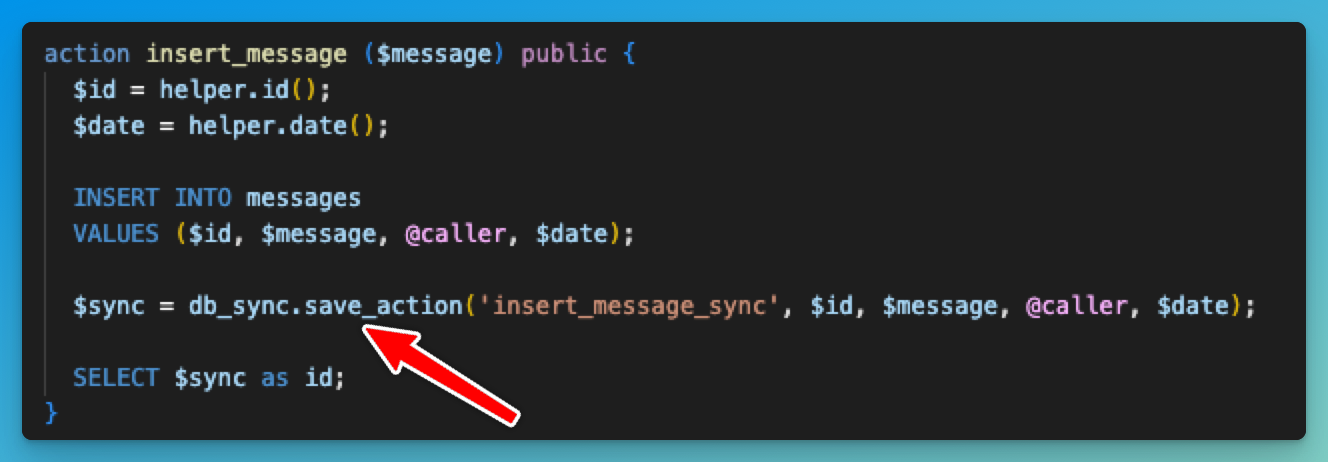 action insert_message ($message) public {
$id = helper.id();
$date = helper.date();
INSERT INTO messages
VALUES ($id, $message, @caller, $date);
$sync = db_sync.save_action('insert_message_sync', $id, $message, @caller, $date);
SELECT $sync as id;
}